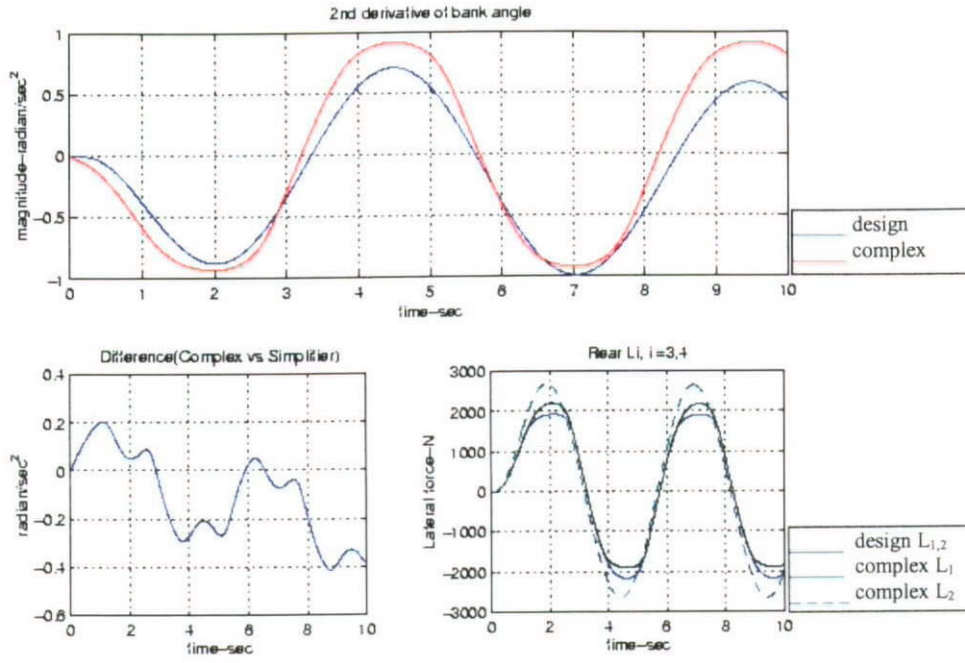 2nd derivative of bank angle
magnitude-radian/sec²
1
0.5
0
-0.5
-1
0 1 2 3 4 5 6 7 8 9 10
time-sec
design
complex
Difference(Complex vs Simplifier)
radian/sec²
0.4
0.2
0
-0.2
-0.4
-0.6
0 2 4 6 8 10
time-sec
Rear Li, i=3,4
Lateral force-N
3000
2000
1000
0
-1000
-2000
-3000
0 2 4 6 8 10
time-sec
design L₁,₂
complex L₁
complex L₂